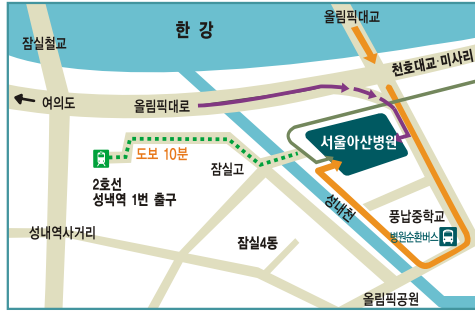 올림픽대교
한강
잠실철교
천호대교·미사리
여의도
올림픽대로
서울아산병원
도보 10분
잠실고
2호선
성내역 1번 출구
성내천
풍납중학교
병원순환버스
성내역사거리
잠실4동
올림픽공원